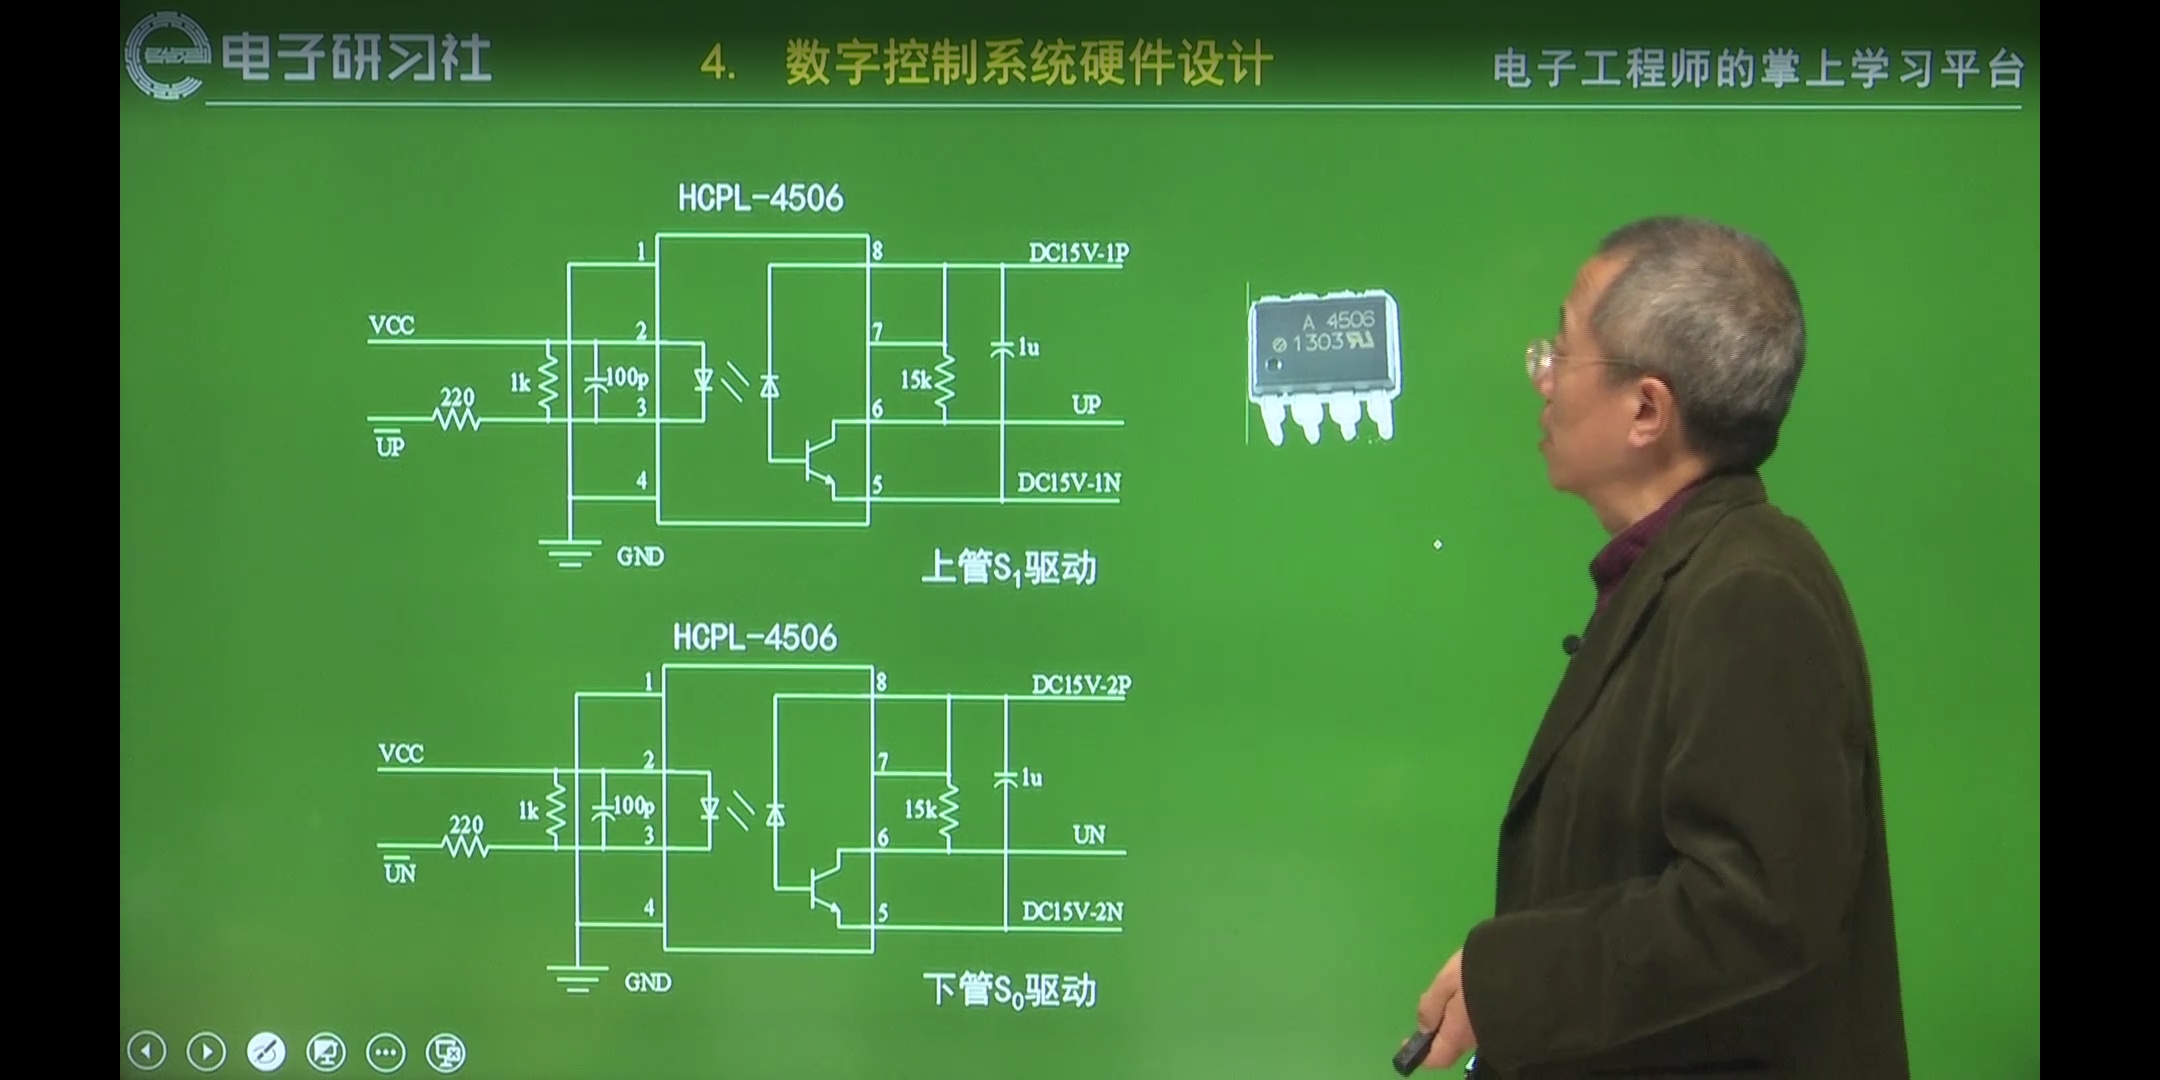 电子研习社
4. 数字控制系统硬件设计
电子工程师的掌上学习平台
HCPL-4506
1
8
DC15V-1P
VCC
2
7
1k
100p
15k
1u
220
3
6
UP
UP
4
5
DC15V-1N
GND
上管S1驱动
A 4506
1303
HCPL-4506
1
8
DC15V-2P
VCC
2
7
1k
100p
15k
1u
220
3
6
UN
UN
4
5
DC15V-2N
GND
下管S0驱动